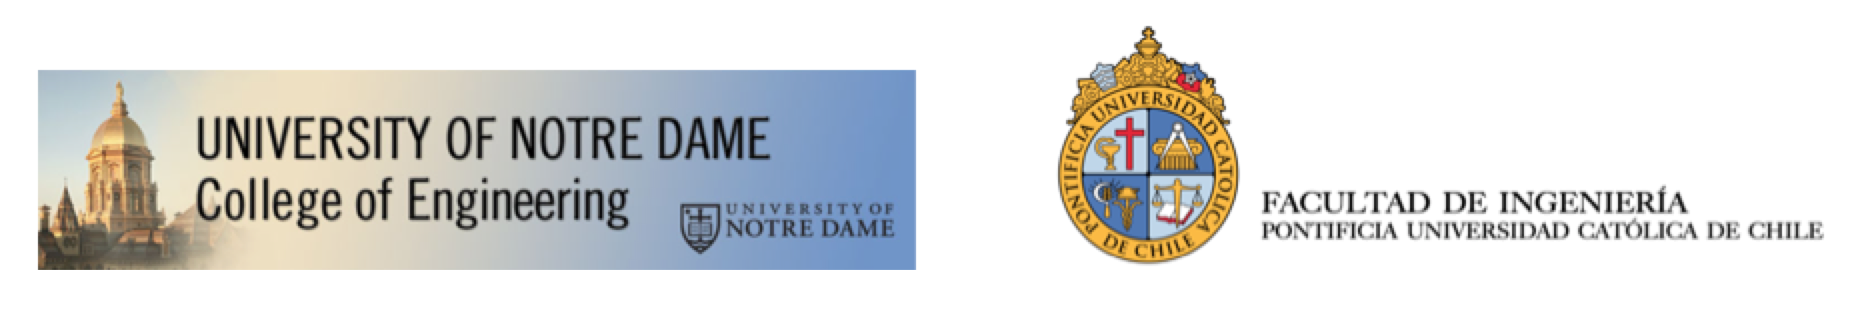 UNIVERSITY OF NOTRE DAME
College of Engineering
UNIVERSITY OF
NOTRE DAME
PONTIFICIA UNIVERSIDAD CATOLICA
DE CHILE
FACULTAD DE INGENIERÍA
PONTIFICIA UNIVERSIDAD CATÓLICA DE CHILE